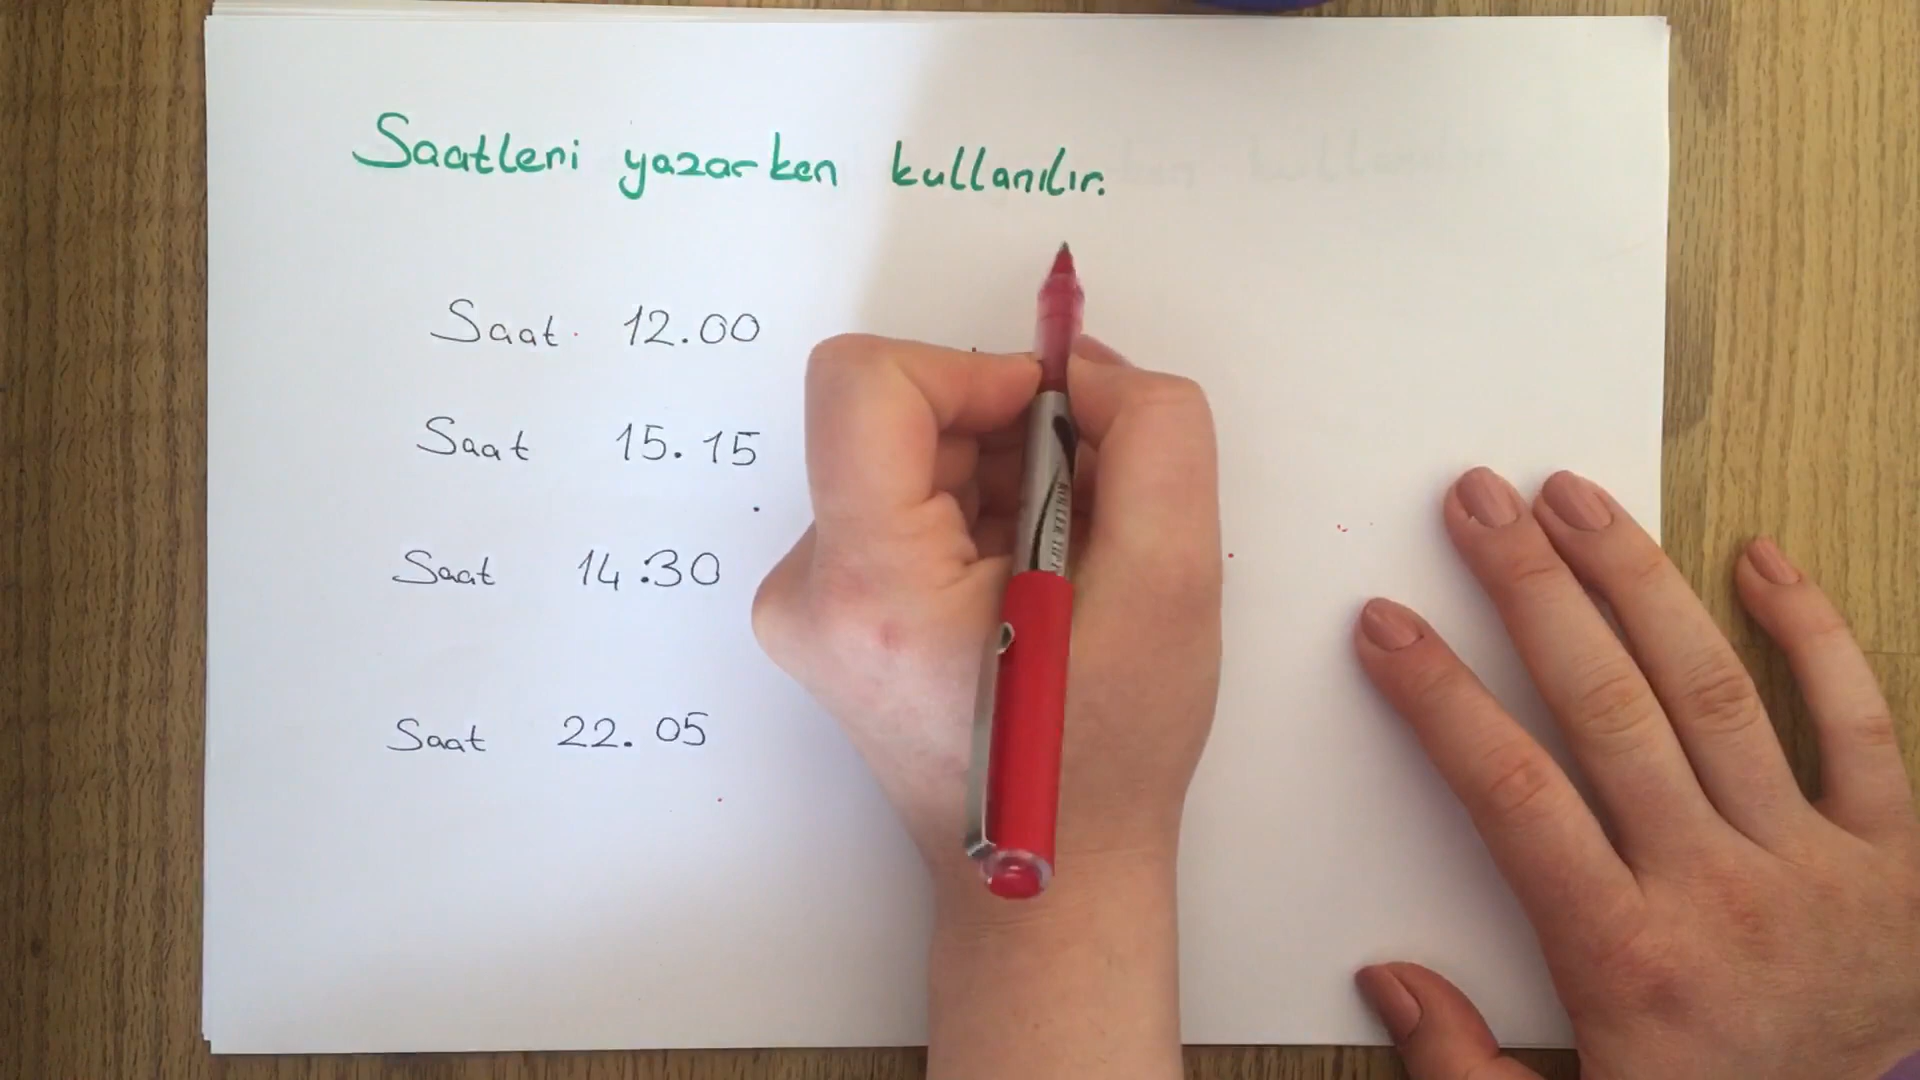 Saatleri yazarken kullanılır.
Saat 12.00
Saat 15.15
Saat 14.30
Saat 22.05